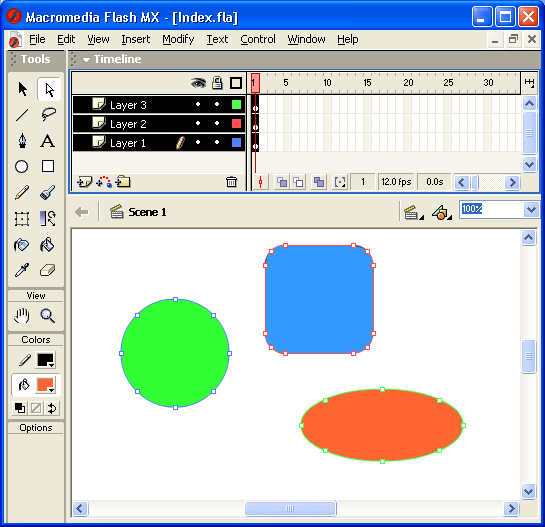 Macromedia Flash MX - [Index.fla]
File Edit View Insert Modify Text Control Window Help
Tools
Timeline
1 5 10 15 20 25 30
Layer 3
Layer 2
Layer 1
1 12.0 fps 0.0s
Scene 1
100%
View
Colors
Options